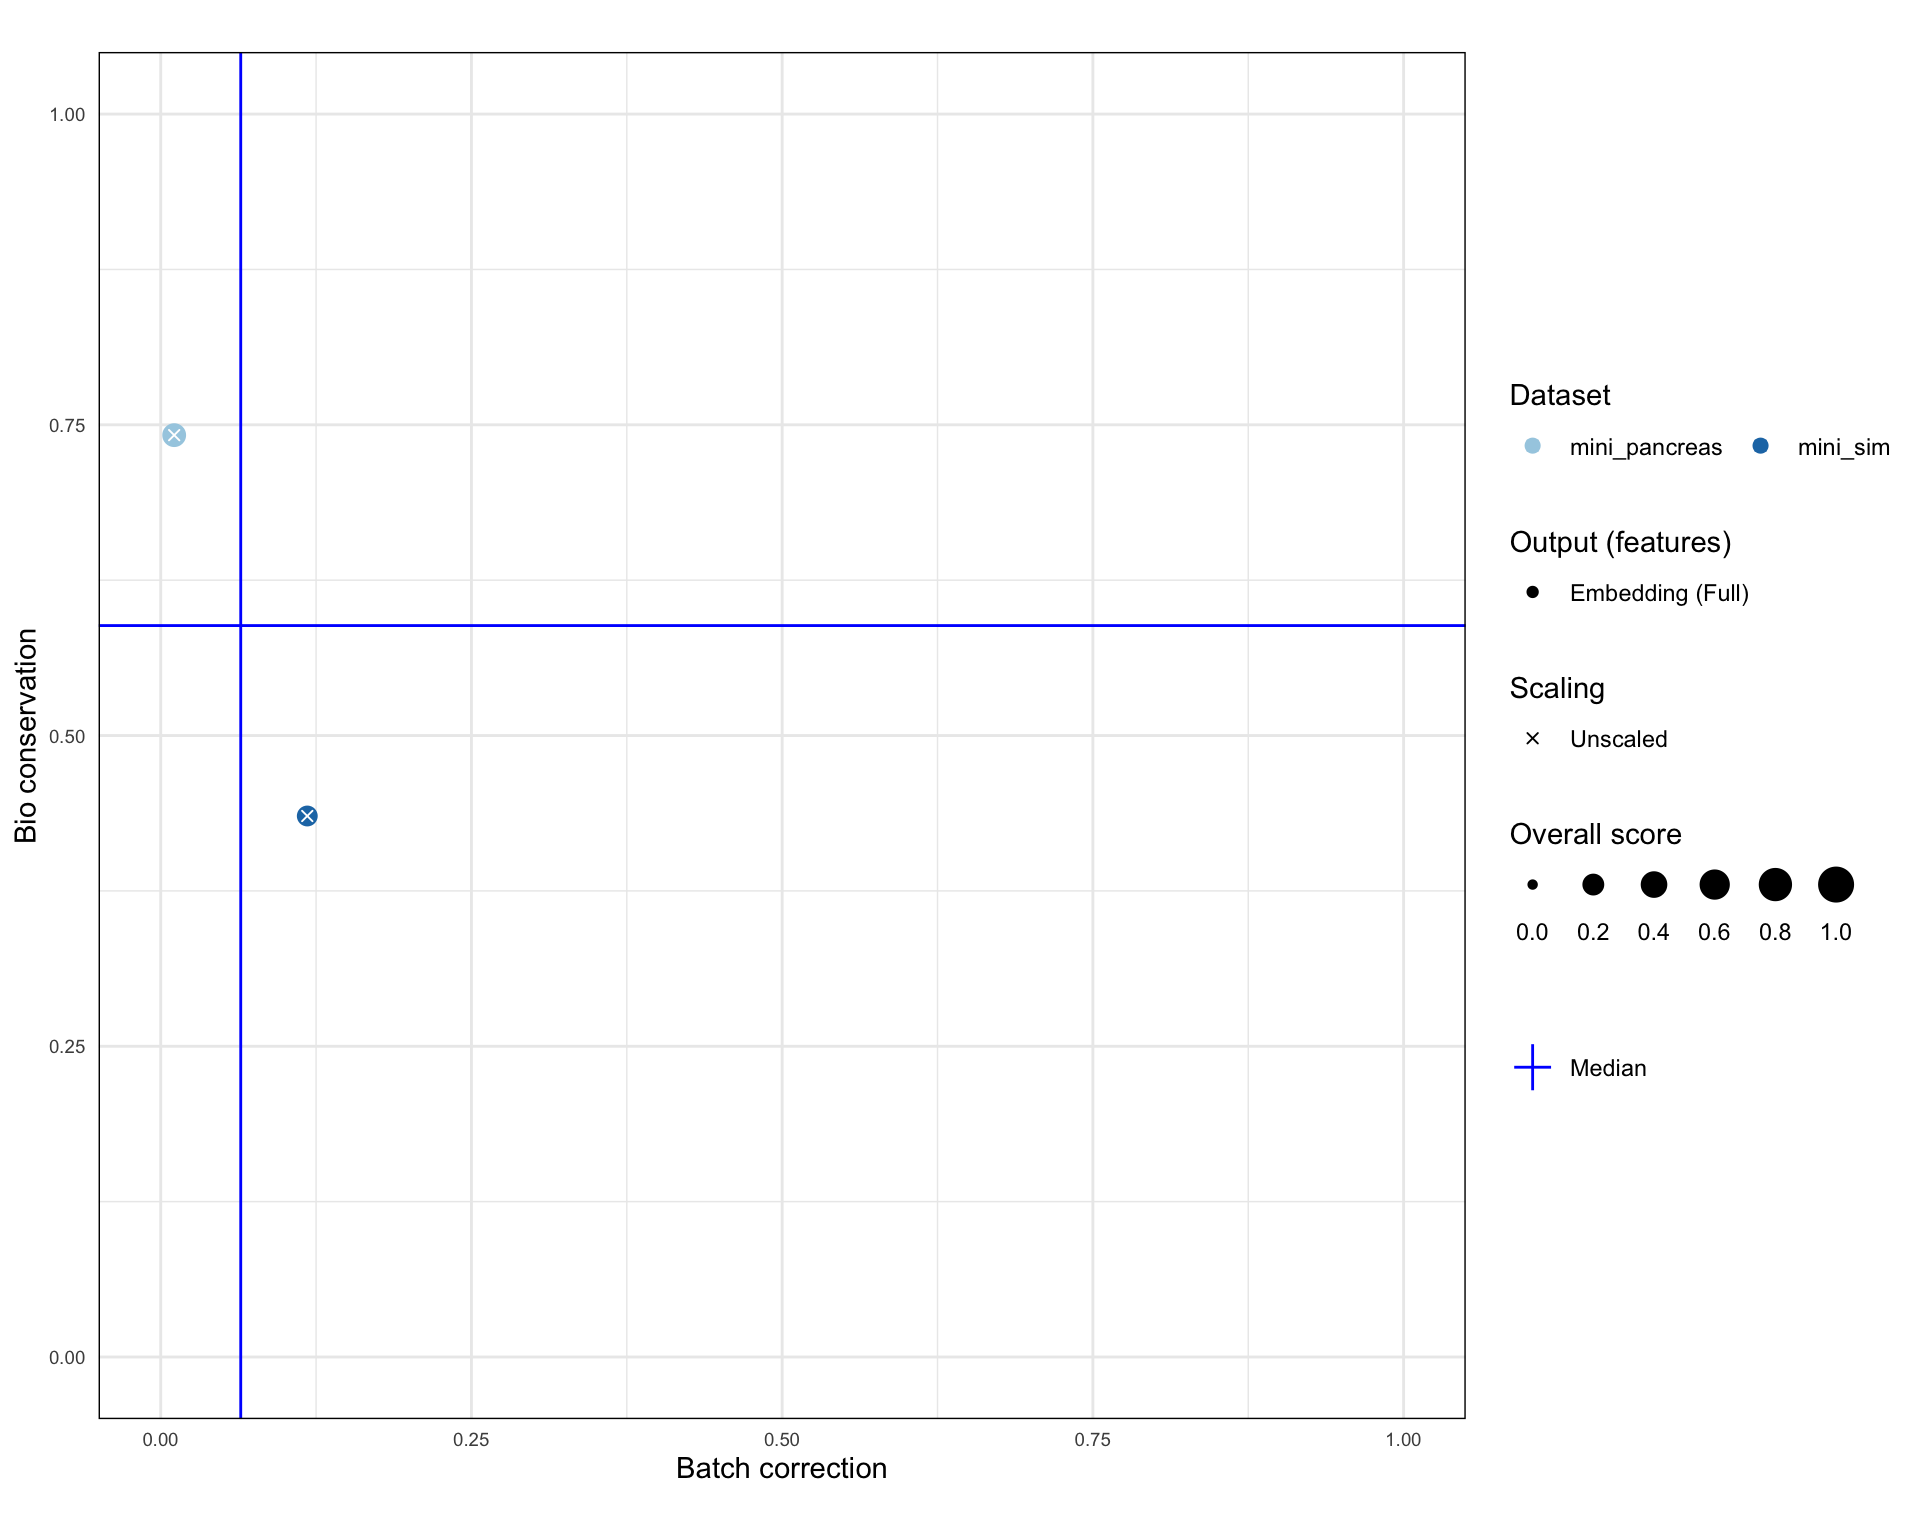 1.00
0.75
0.50
0.25
0.00
Bio conservation
0.00 0.25 0.50 0.75 1.00
Batch correction
Dataset
mini_pancreas mini_sim
Output (features)
Embedding (Full)
Scaling
Unscaled
Overall score
0.0 0.2 0.4 0.6 0.8 1.0
Median